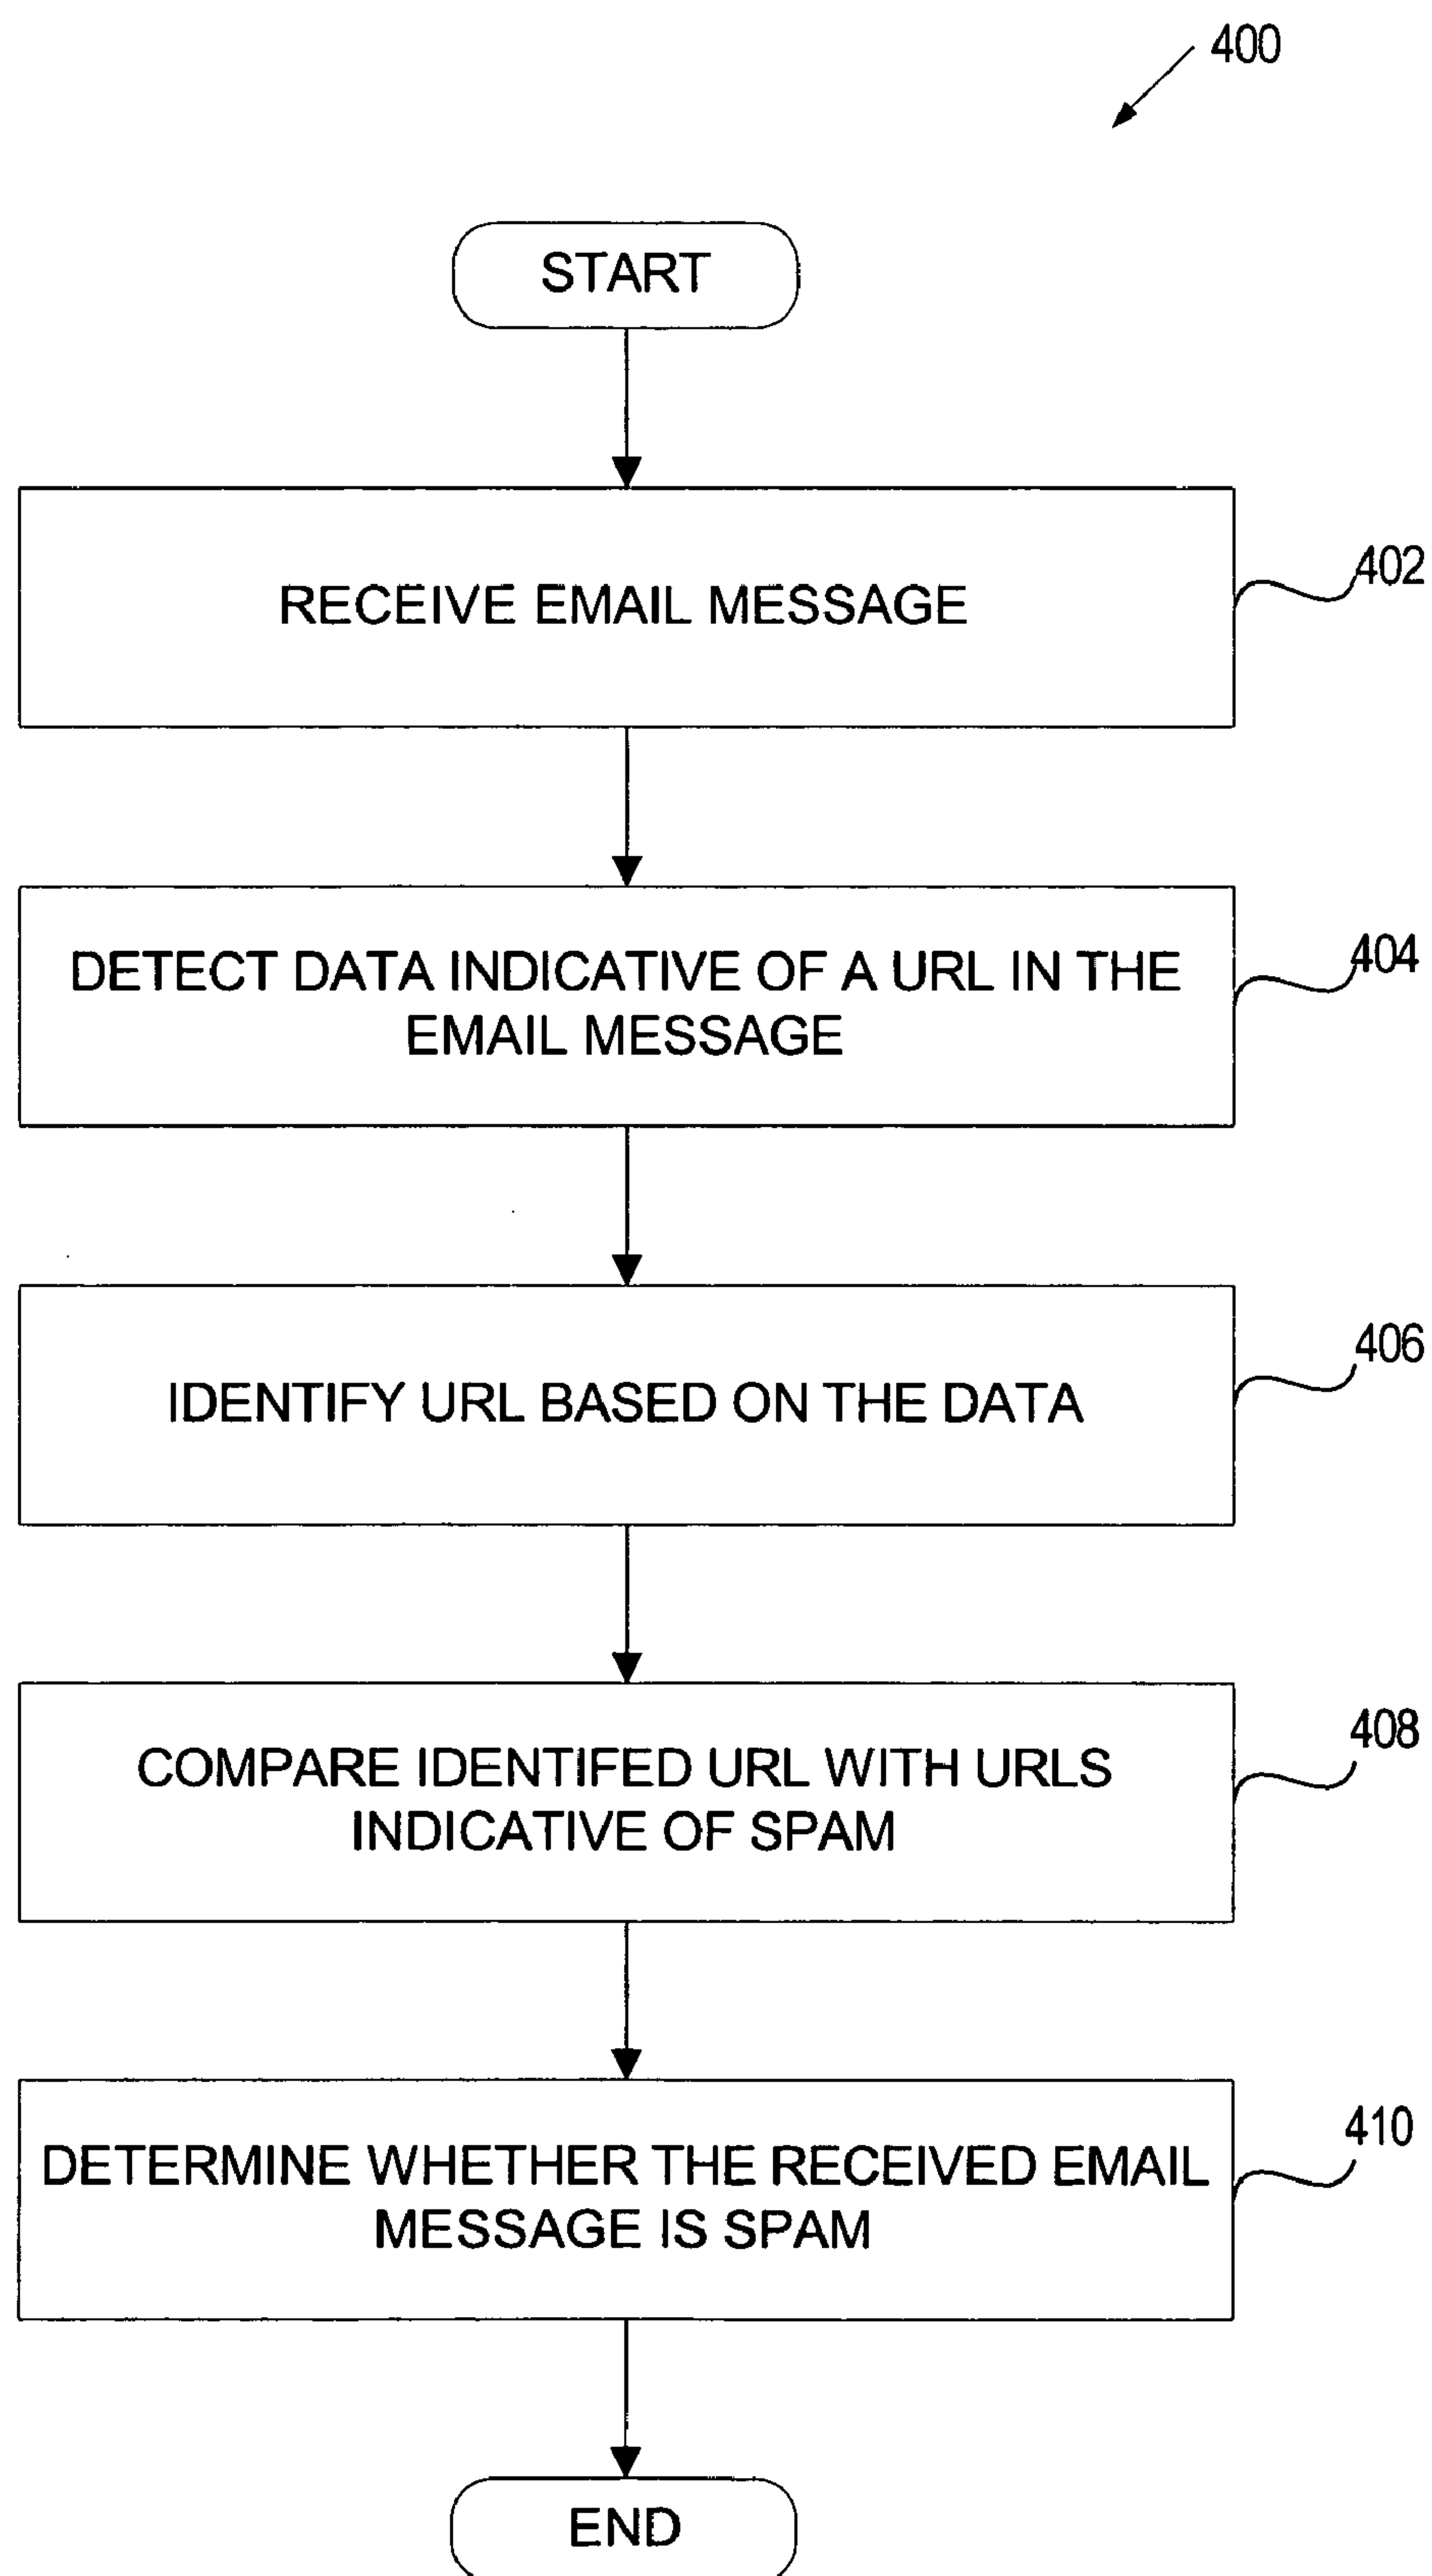 400
START
RECEIVE EMAIL MESSAGE
402
DETECT DATA INDICATIVE OF A URL IN THE
EMAIL MESSAGE
404
IDENTIFY URL BASED ON THE DATA
406
COMPARE IDENTIFED URL WITH URLS
INDICATIVE OF SPAM
408
DETERMINE WHETHER THE RECEIVED EMAIL
MESSAGE IS SPAM
410
END